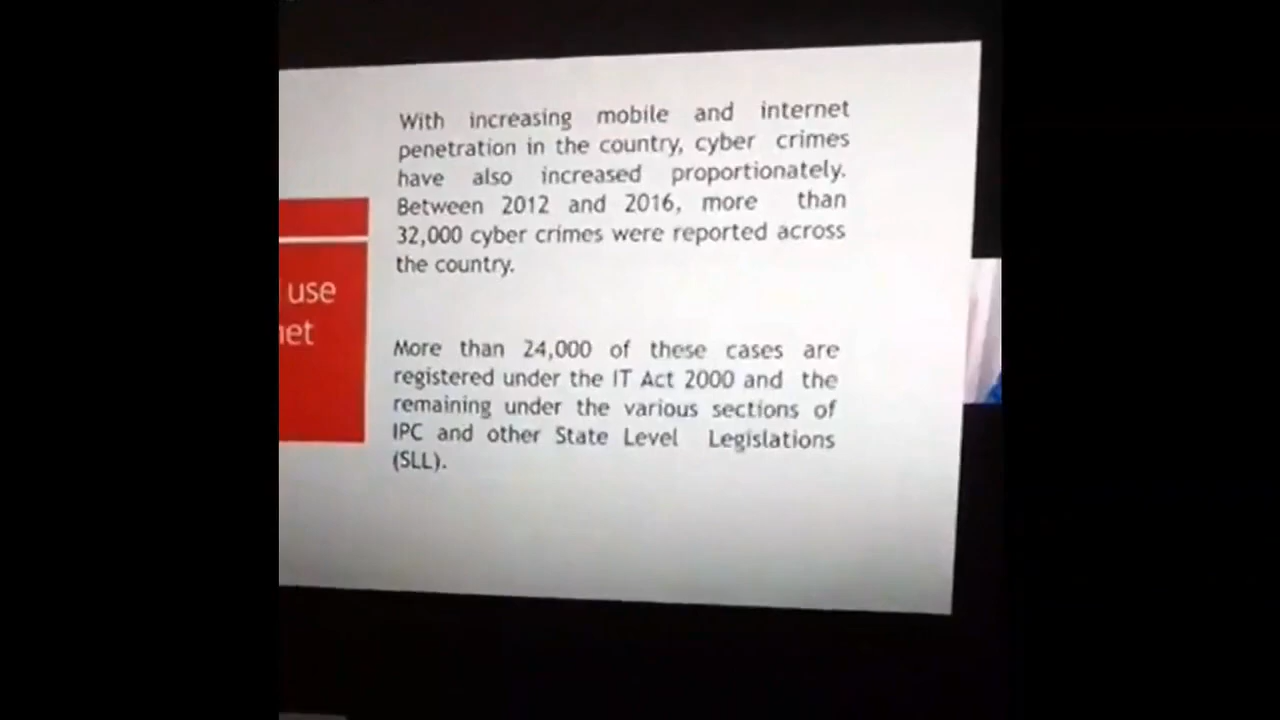 use
With increasing mobile and internet
penetration in the country, cyber crimes
have also increased proportionately.
Between 2012 and 2016, more than
32,000 cyber crimes were reported across
the country.
More than 24,000 of these cases are
registered under the IT Act 2000 and the
remaining under the various sections of
IPC and other State Level Legislations
(SLL).